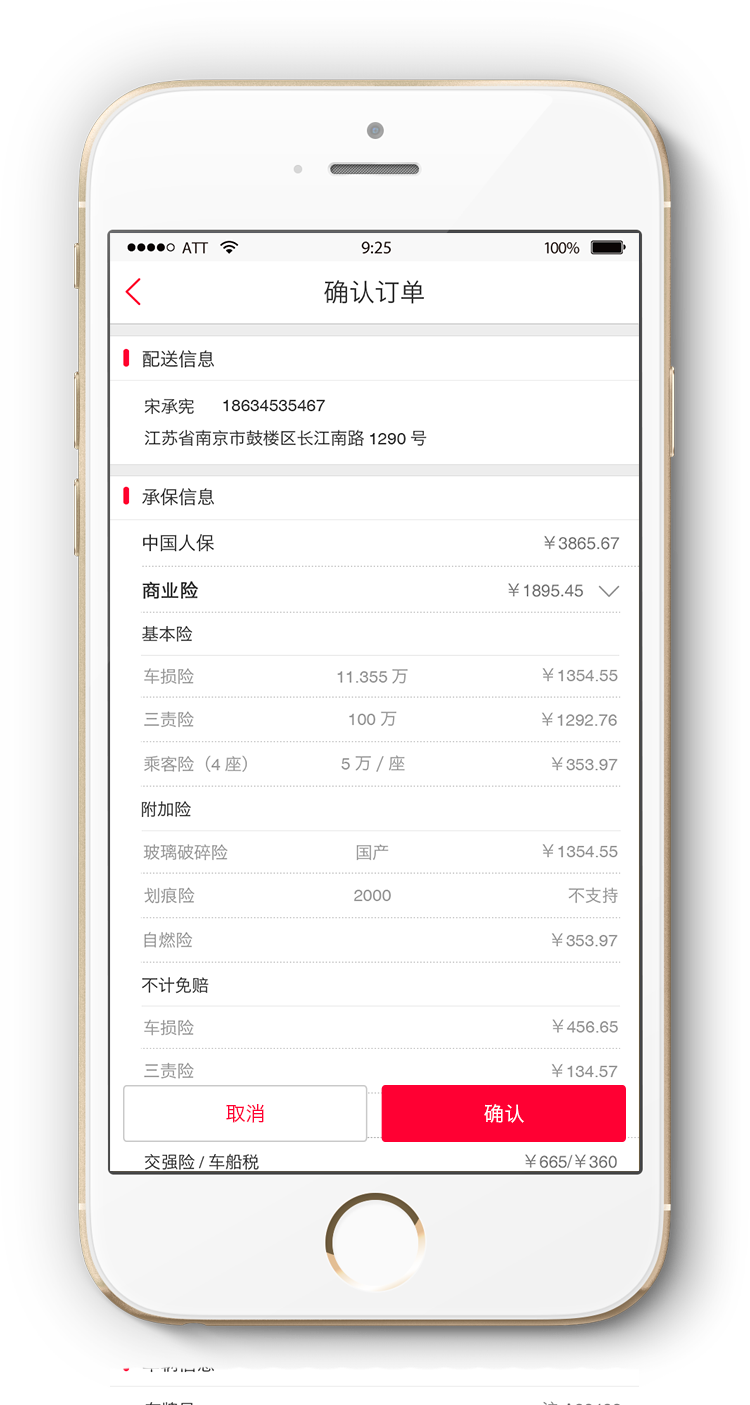 ATT 9:25 100%
确认订单
配送信息
宋承宪 18634535467
江苏省南京市鼓楼区长江南路 1290 号
承保信息
中国人保 ￥3865.67
商业险 ￥1895.45
基本险
车损险 11.355 万 ￥1354.55
三责险 100 万 ￥1292.76
乘客险（4 座） 5 万 / 座 ￥353.97
附加险
玻璃破碎险 国产 ￥1354.55
划痕险 2000 不支持
自燃险 ￥353.97
不计免赔
车损险 ￥456.65
三责险 ￥134.57
取消 确认
交强险 / 车船税 ￥665/￥360